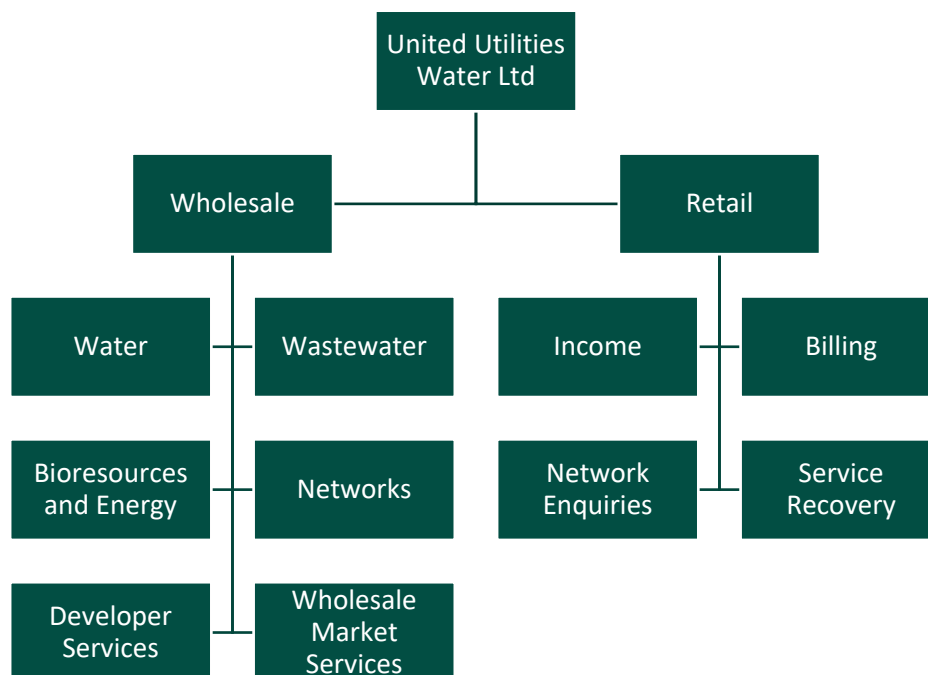 United Utilities
Water Ltd
Wholesale
Retail
Water
Wastewater
Income
Billing
Bioresources
and Energy
Networks
Network
Enquiries
Service
Recovery
Developer
Services
Wholesale
Market
Services